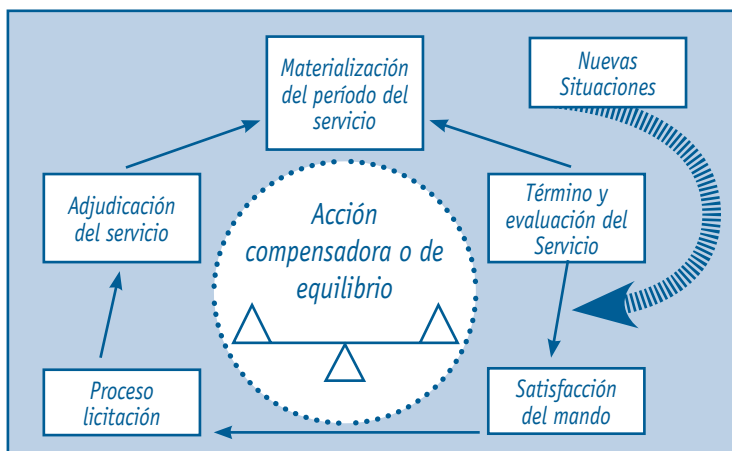 Materialización
del período del
servicio
Nuevas
Situaciones
Adjudicación
del servicio
Acción
compensadora o de
equilibrio
Término y
evaluación del
Servicio
Proceso
licitación
Satisfacción
del mando